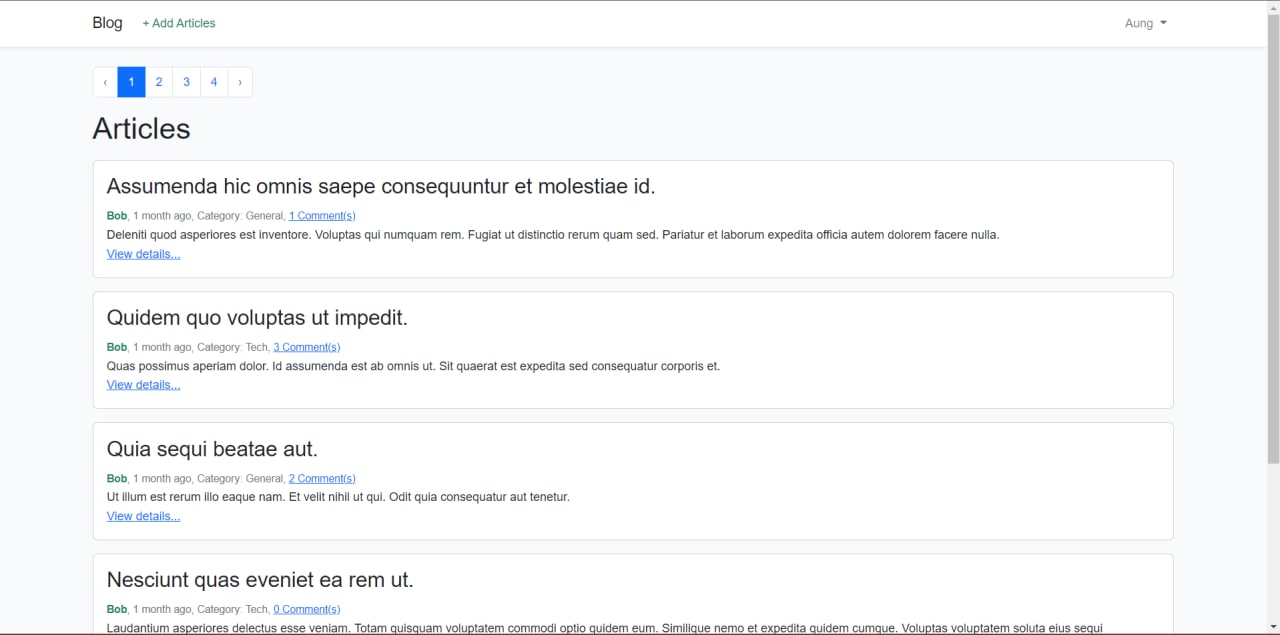 Blog + Add Articles Aung
‹ 1 2 3 4 ›
Articles
Assumenda hic omnis saepe consequuntur et molestiae id.
Bob, 1 month ago, Category: General, 1 Comment(s)
Deleniti quod asperiores est inventore. Voluptas qui numquam rem. Fugiat ut distinctio rerum quam sed. Pariatur et laborum expedita officia autem dolorem facere nulla.
View details...
Quidem quo voluptas ut impedit.
Bob, 1 month ago, Category: Tech, 3 Comment(s)
Quas possimus aperiam dolor. Id assumenda est ab omnis ut. Sit quaerat est expedita sed consequatur corporis et.
View details...
Quia sequi beatae aut.
Bob, 1 month ago, Category: General, 2 Comment(s)
Ut illum est rerum illo eaque nam. Et velit nihil ut qui. Odit quia consequatur aut tenetur.
View details...
Nesciunt quas eveniet ea rem ut.
Bob, 1 month ago, Category: Tech, 0 Comment(s)
Laudantium asperiores delectus esse veniam. Totam quisquam voluptatem commodi optio quidem eum. Similique nemo et expedita quidem cumque. Voluptas voluptatem soluta eius sequi